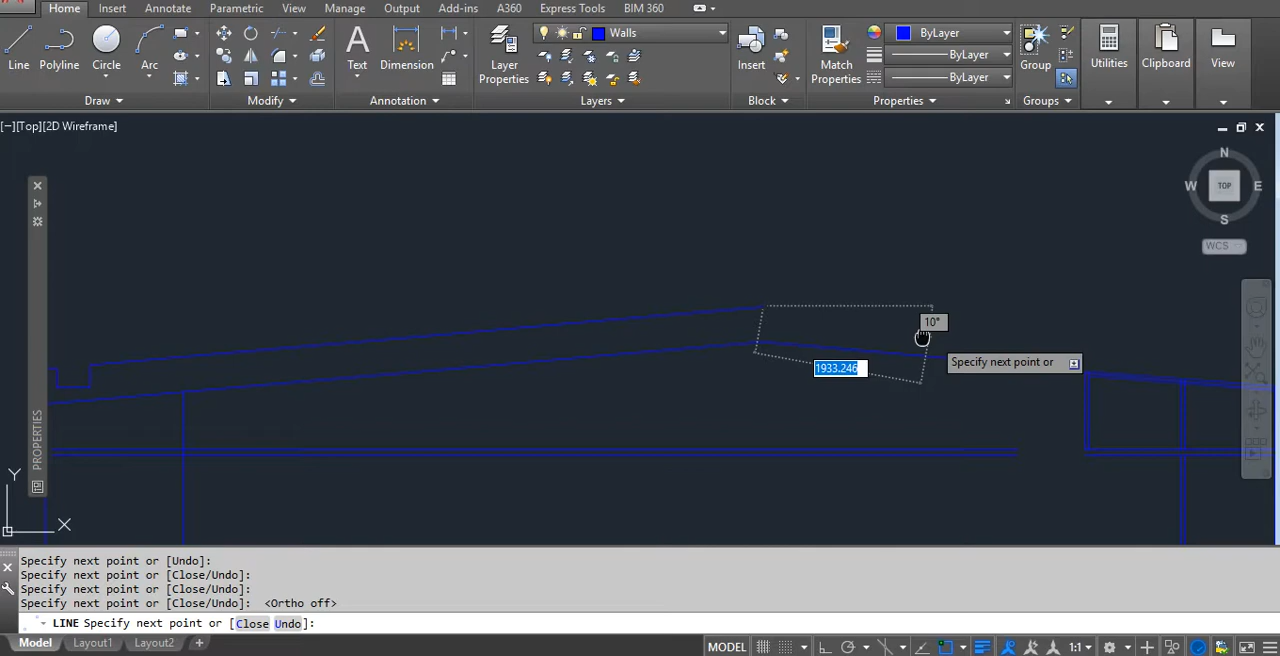 Home Insert Annotate Parametric View Manage Output Add-ins A360 Express Tools BIM 360
Walls
ByLayer
ByLayer
ByLayer
Line Polyline Circle Arc
Text Dimension
Layer
Properties
Insert
Match
Properties
Group
Utilities
Clipboard
View
Draw Modify Annotation Layers Block Properties Groups
[−][Top][2D Wireframe]
N
W TOP E
S
WCS
10°
Specify next point or
1933.246
PROPERTIES
Y
X
Specify next point or [Undo]:
Specify next point or [Close/Undo]:
Specify next point or [Close/Undo]:
Specify next point or [Close/Undo]: <Ortho off>
LINE Specify next point or [Close Undo]:
Model Layout1 Layout2 +
MODEL 1:1